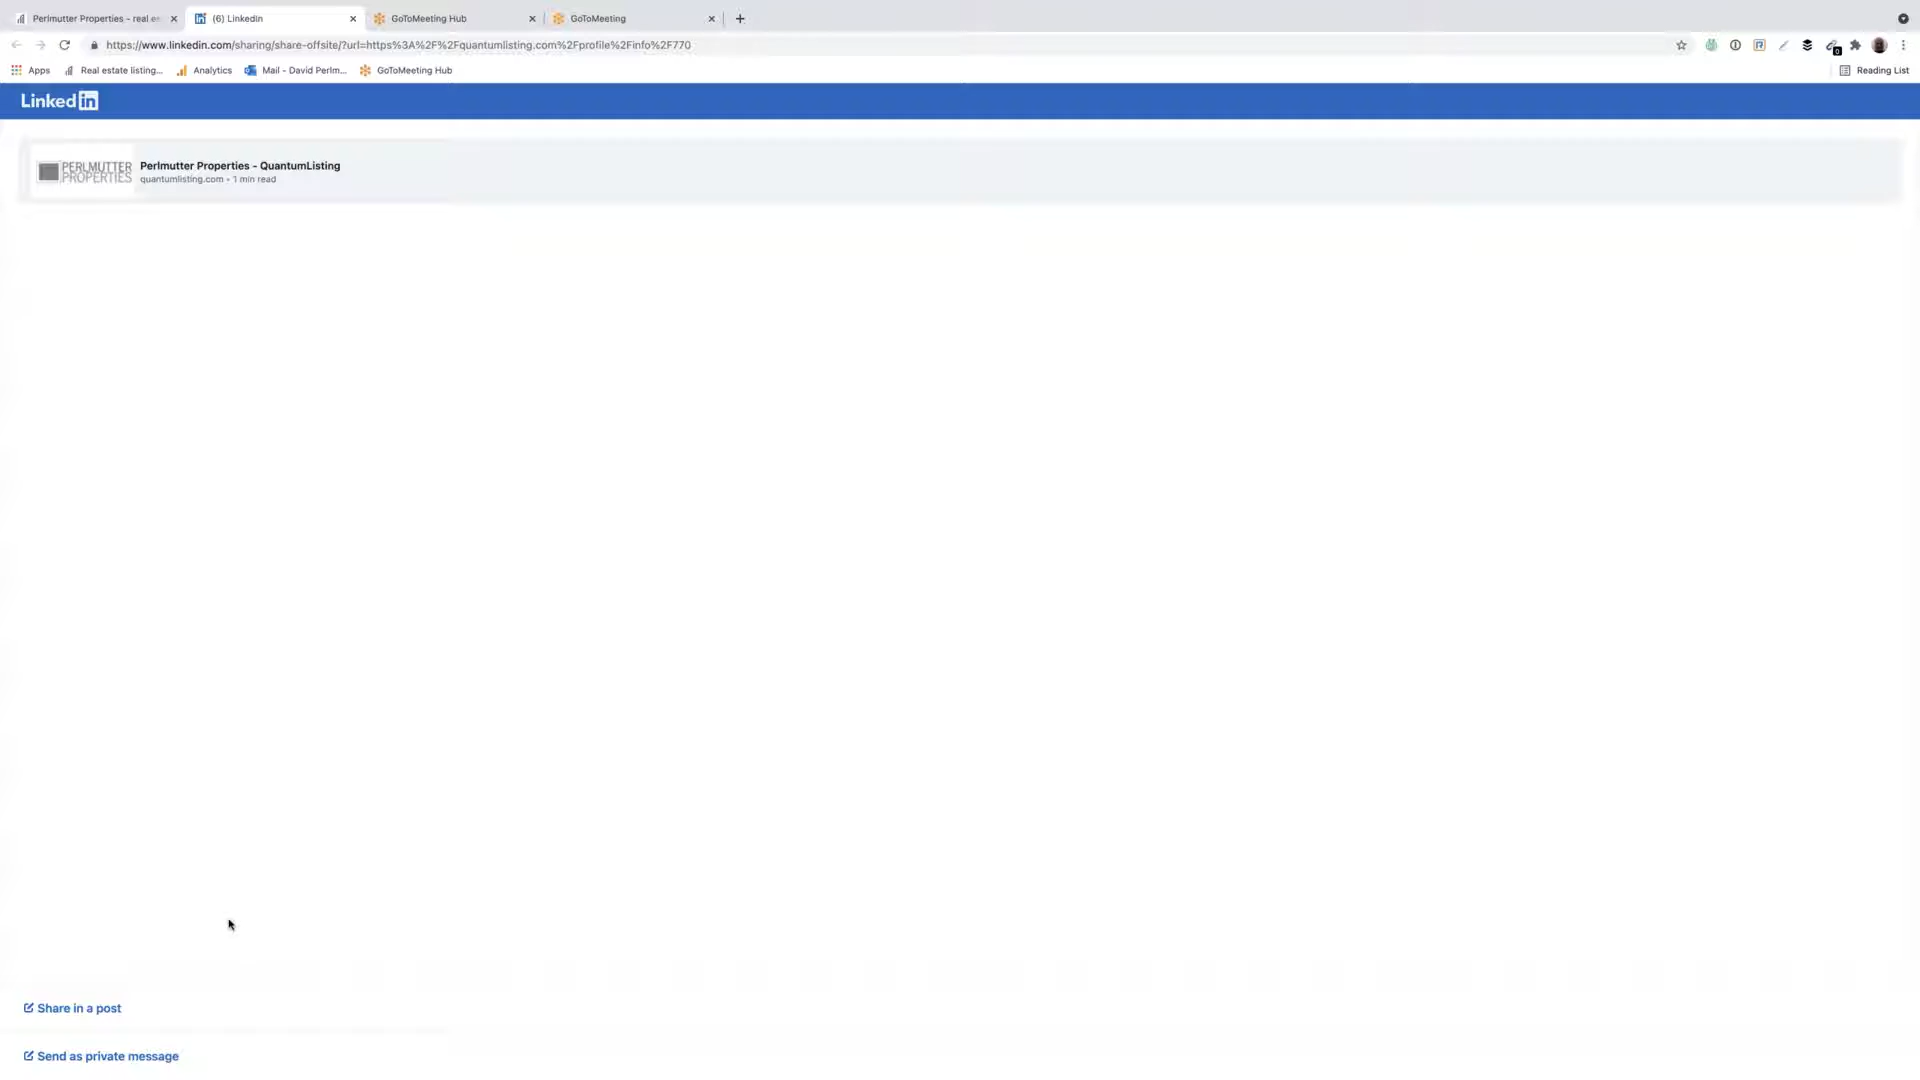 Perlmutter Properties - real es
(6) LinkedIn
GoToMeeting Hub
GoToMeeting
https://www.linkedin.com/sharing/share-offsite/?url=https%3A%2F%2Fquantumlisting.com%2Fprofile%2Finfo%2F770
Apps
Real estate listing...
Analytics
Mail - David Perlm...
GoToMeeting Hub
Reading List
Linked in
PERLMUTTER
PROPERTIES
Perlmutter Properties - QuantumListing
quantumlisting.com • 1 min read
Share in a post
Send as private message